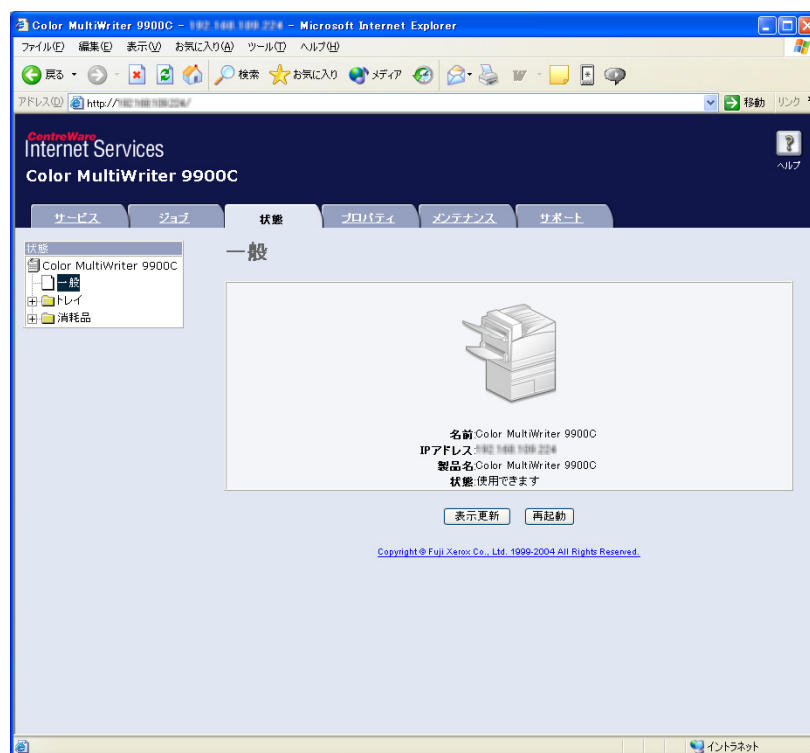 Color MultiWriter 9900C - - Microsoft Internet Explorer
ファイル(F) 編集(E) 表示(V) お気に入り(A) ツール(T) ヘルプ(H)
戻る 検索 お気に入り メディア
アドレス(D) http:// 移動 リンク
CentreWare
Internet Services
Color MultiWriter 9900C
ヘルプ
サービス ジョブ 状態 プロパティ メンテナンス サポート
状態
Color MultiWriter 9900C
一般
トレイ
消耗品
一般
名前:Color MultiWriter 9900C
IPアドレス:
製品名:Color MultiWriter 9900C
状態:使用できます
表示更新 再起動
Copyright © Fuji Xerox Co., Ltd. 1999-2004 All Rights Reserved.
イントラネット